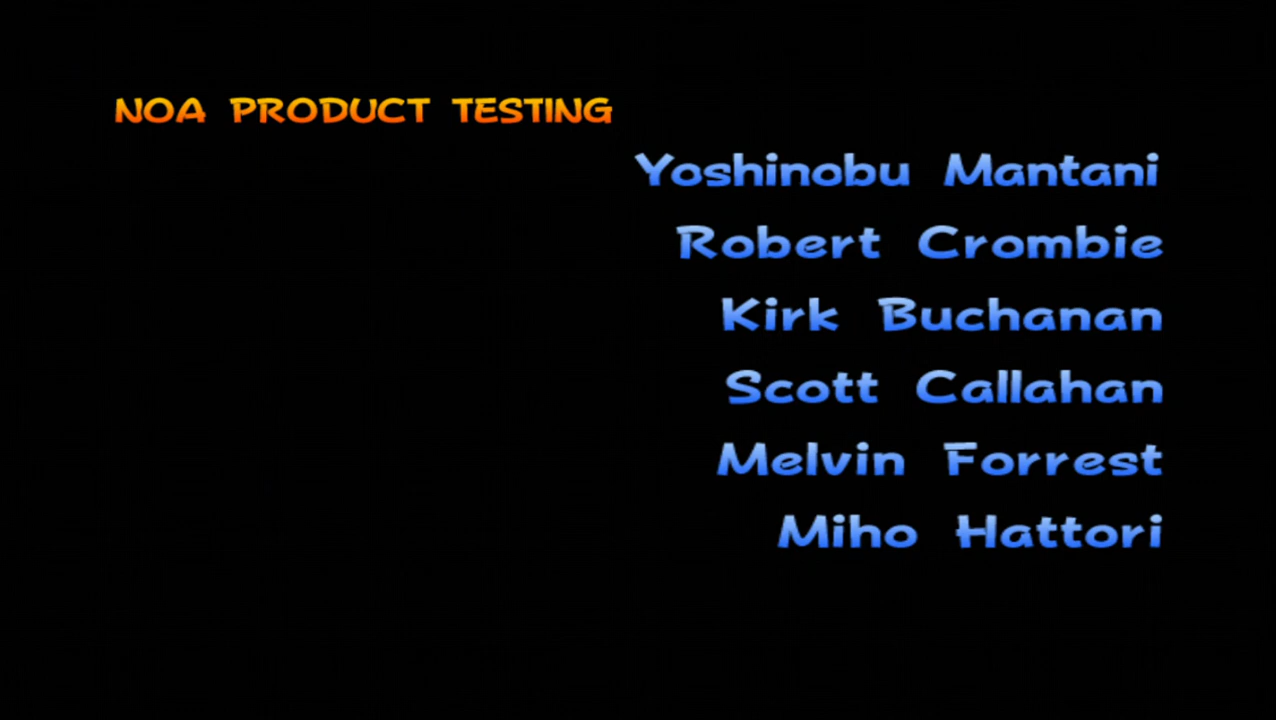 NOA PRODUCT TESTING
Yoshinobu Mantani
Robert Crombie
Kirk Buchanan
Scott Callahan
Melvin Forrest
Miho Hattori